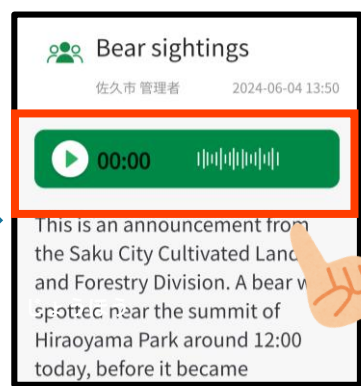 Bear sightings
佐久市 管理者 2024-06-04 13:50
00:00
This is an announcement from
the Saku City Cultivated Land
and Forestry Division. A bear
spotted near the summit of
Hiraoyama Park around 12:00
today, before it became